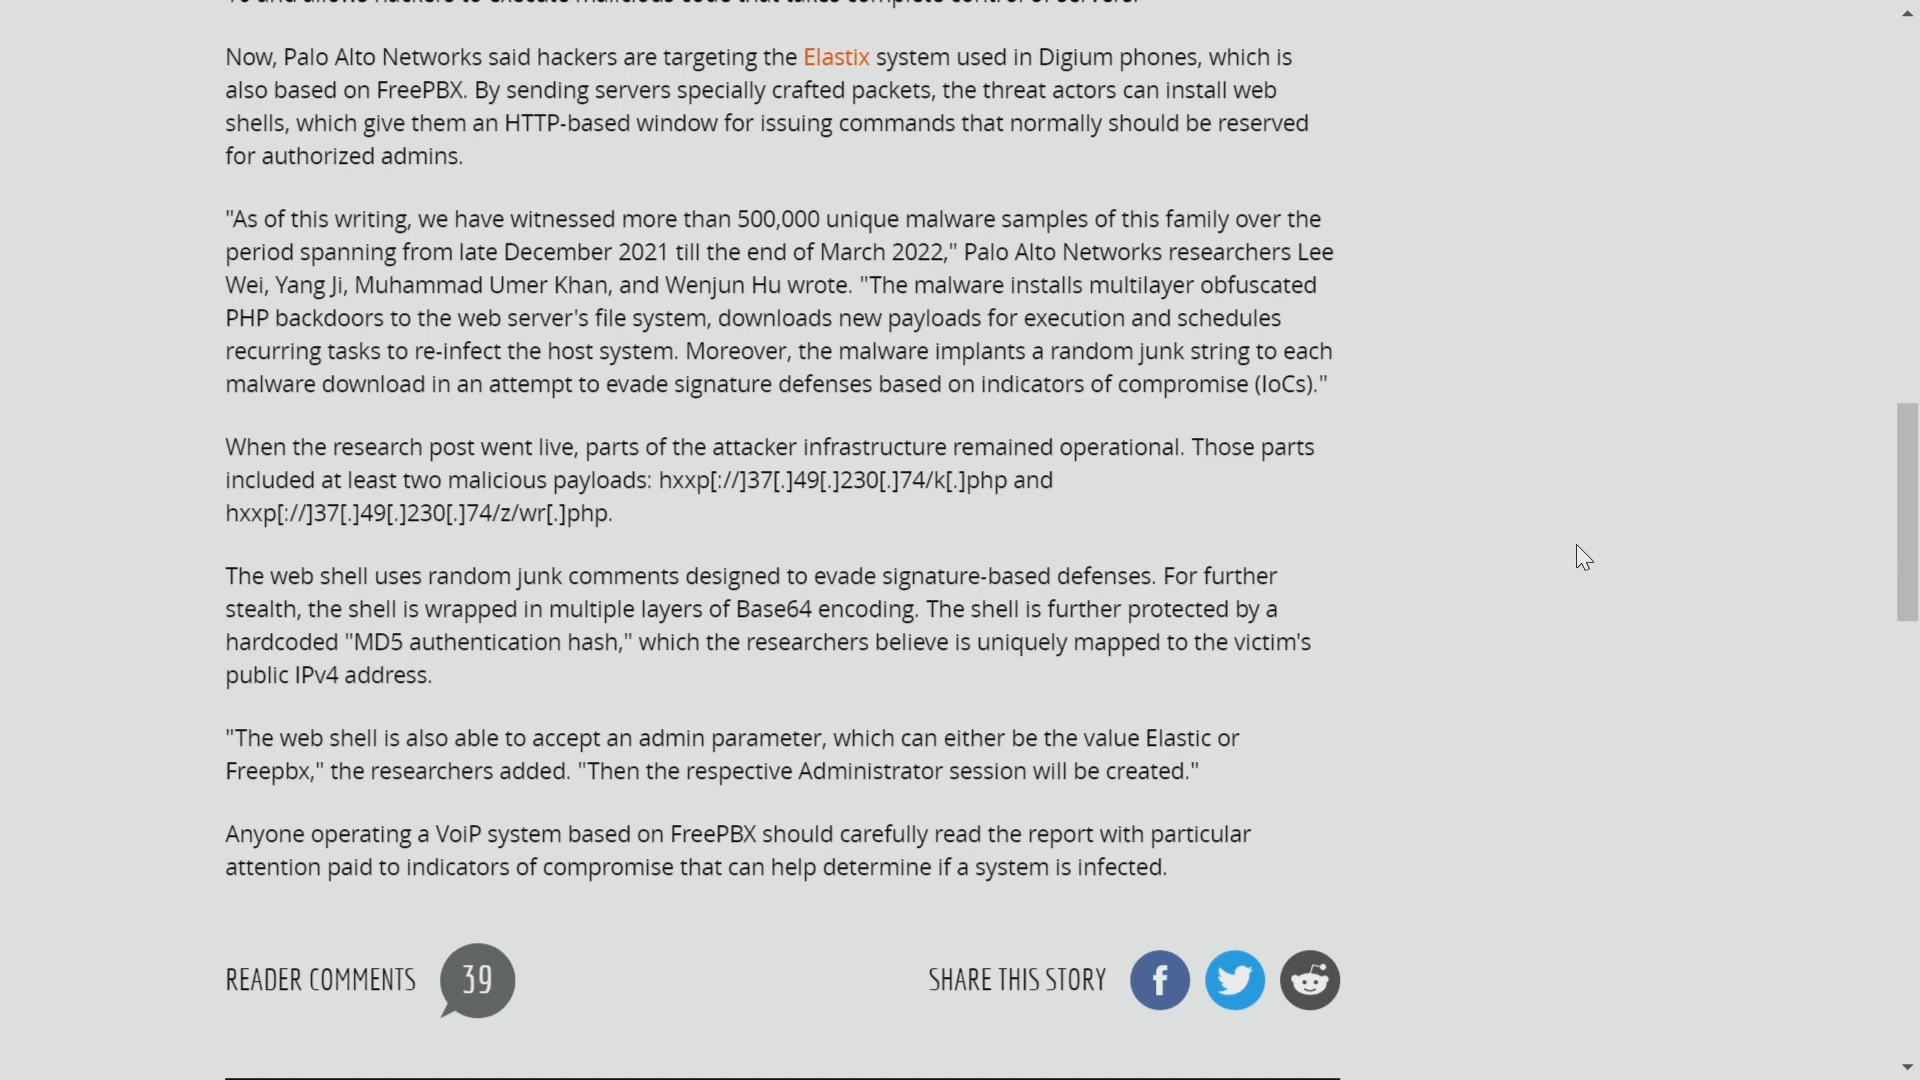 10 and allows hackers to execute malicious code that takes complete control of servers.
Now, Palo Alto Networks said hackers are targeting the Elastix system used in Digium phones, which is
also based on FreePBX. By sending servers specially crafted packets, the threat actors can install web
shells, which give them an HTTP-based window for issuing commands that normally should be reserved
for authorized admins.
"As of this writing, we have witnessed more than 500,000 unique malware samples of this family over the
period spanning from late December 2021 till the end of March 2022," Palo Alto Networks researchers Lee
Wei, Yang Ji, Muhammad Umer Khan, and Wenjun Hu wrote. "The malware installs multilayer obfuscated
PHP backdoors to the web server's file system, downloads new payloads for execution and schedules
recurring tasks to re-infect the host system. Moreover, the malware implants a random junk string to each
malware download in an attempt to evade signature defenses based on indicators of compromise (IoCs)."
When the research post went live, parts of the attacker infrastructure remained operational. Those parts
included at least two malicious payloads: hxxp[://]37[.]49[.]230[.]74/k[.]php and
hxxp[://]37[.]49[.]230[.]74/z/wr[.]php.
The web shell uses random junk comments designed to evade signature-based defenses. For further
stealth, the shell is wrapped in multiple layers of Base64 encoding. The shell is further protected by a
hardcoded "MD5 authentication hash," which the researchers believe is uniquely mapped to the victim's
public IPv4 address.
"The web shell is also able to accept an admin parameter, which can either be the value Elastic or
Freepbx," the researchers added. "Then the respective Administrator session will be created."
Anyone operating a VoiP system based on FreePBX should carefully read the report with particular
attention paid to indicators of compromise that can help determine if a system is infected.
READER COMMENTS 39 SHARE THIS STORY